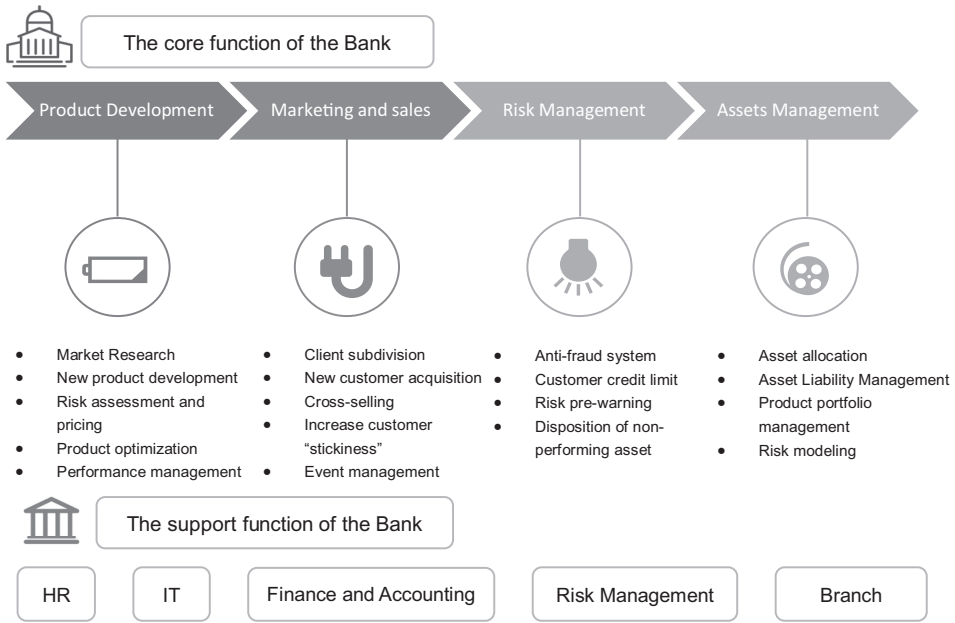 The core function of the Bank
Product Development
Marketing and sales
Risk Management
Assets Management
Market Research
New product development
Risk assessment and
pricing
Product optimization
Performance management
Client subdivision
New customer acquisition
Cross-selling
Increase customer
“stickiness”
Event management
Anti-fraud system
Customer credit limit
Risk pre-warning
Disposition of non-
performing asset
Asset allocation
Asset Liability Management
Product portfolio
management
Risk modeling
The support function of the Bank
HR
IT
Finance and Accounting
Risk Management
Branch